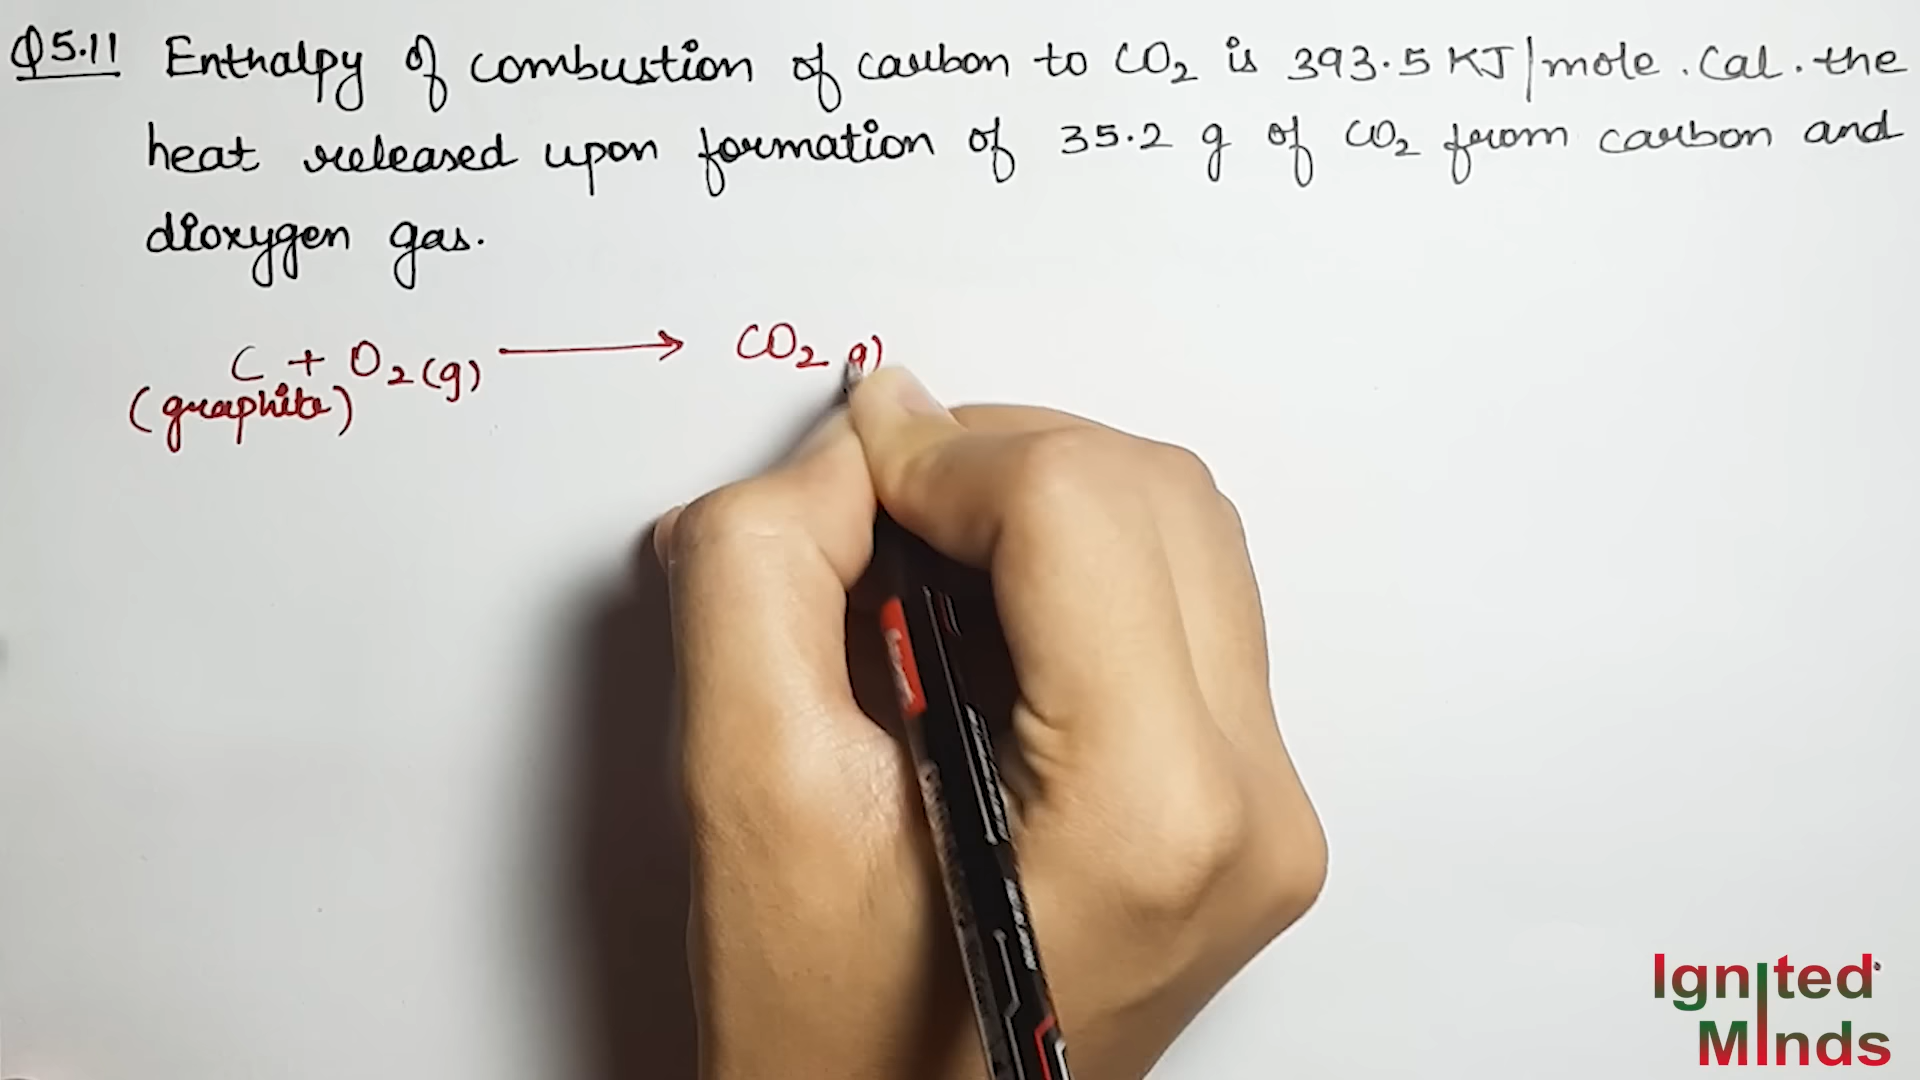 Q5.11 Enthalpy of combustion of carbon to CO2 is 393.5 KJ/mole. Cal. the
heat released upon formation of 35.2 g of CO2 from carbon and
dioxygen gas.
C + O2(g) ⟶ CO2 g)
(graphite)
Ignited
Minds